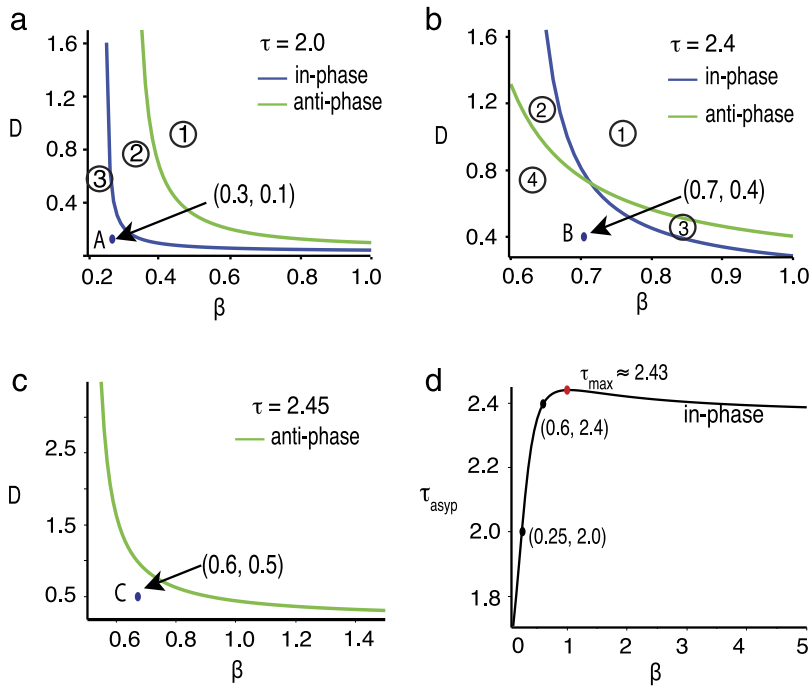 a
τ = 2.0
in-phase
anti-phase
1.6
1.2
D
0.8
0.4
①
②
③
(0.3, 0.1)
A
0.2
0.4
0.6
0.8
1.0
β
b
τ = 2.4
in-phase
anti-phase
1.6
1.2
D
0.8
0.4
②
①
④
③
(0.7, 0.4)
B
0.6
0.7
0.8
0.9
1.0
β
c
τ = 2.45
anti-phase
D
2.5
1.5
0.5
(0.6, 0.5)
C
0.6
0.8
1.0
1.2
1.4
β
d
τmax ≈ 2.43
in-phase
2.4
(0.6, 2.4)
τasyp
2.0
(0.25, 2.0)
1.8
0
1
2
3
4
5
β